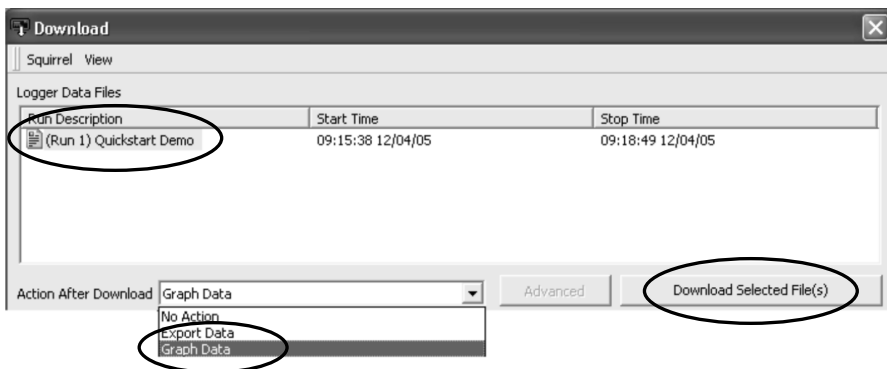 Download
Squirrel View
Logger Data Files
Run Description Start Time Stop Time
(Run 1) Quickstart Demo 09:15:38 12/04/05 09:18:49 12/04/05
Action After Download Graph Data Advanced Download Selected File(s)
No Action
Export Data
Graph Data